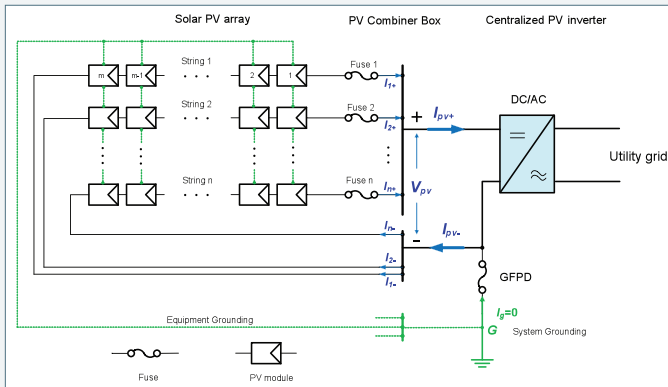 Solar PV array
PV Combiner Box
Centralized PV inverter
String 1
Fuse 1
m
m-1
2
1
I1+
DC/AC
String 2
Fuse 2
I2+
+
Ipv+
Utility grid
Vpv
String n
Fuse n
In+
In-
-
Ipv-
I2-
I1-
GFPD
Ig=0
Equipment Grounding
G
System Grounding
Fuse
PV module